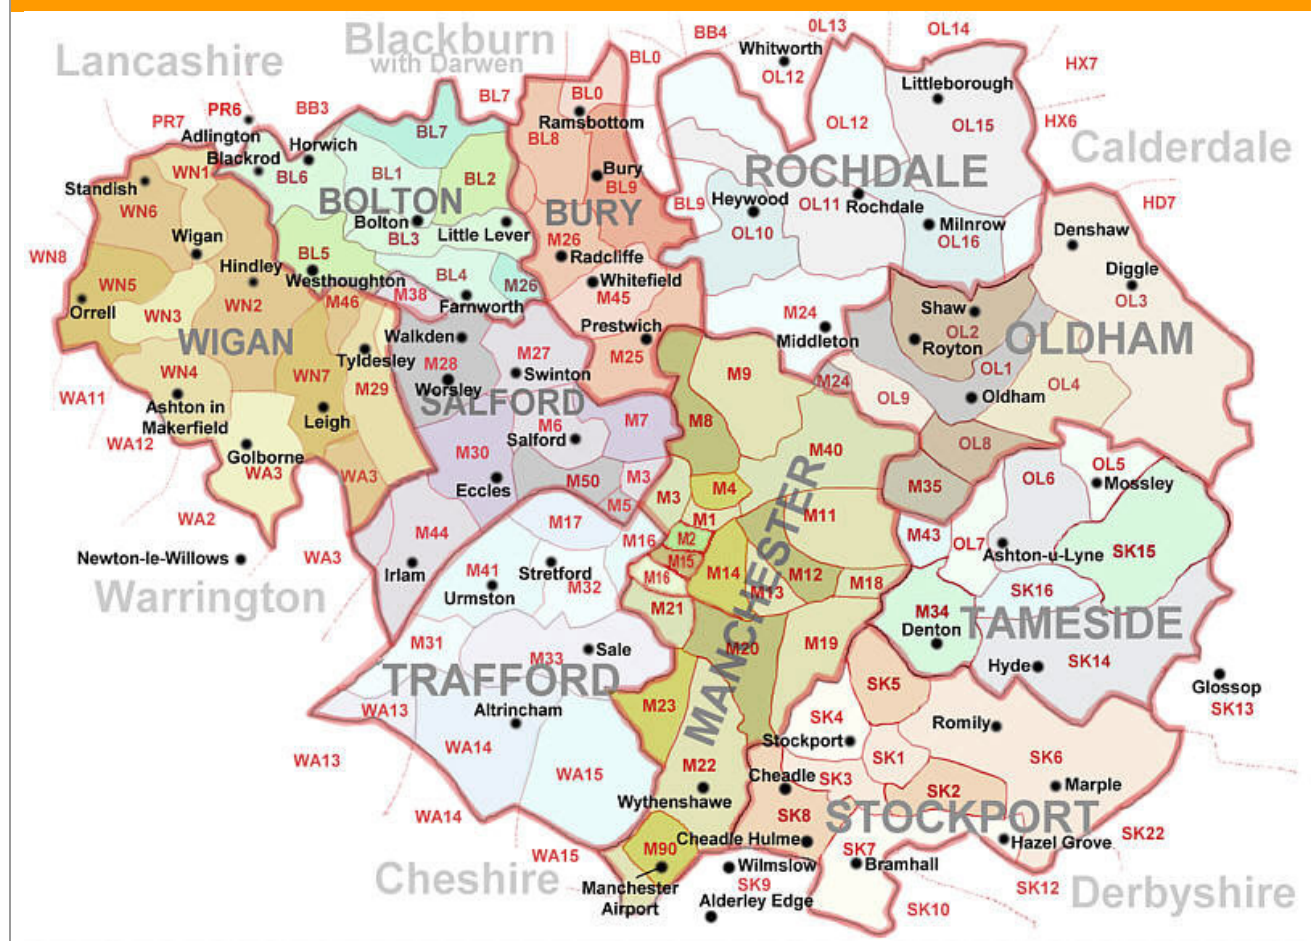 Lancashire
Blackburn
with Darwen
BB4
0L13
OL14
Whitworth
OL12
BL0
HX7
Littleborough
PR6
BB3
BL7
BL0
PR7
Adlington
Ramsbottom
HX6
Horwich
BL7
BL8
OL12
OL15
Calderdale
Blackrod
WN1
BL6
BL1
BL2
Bury
ROCHDALE
Standish
BL9
BOLTON
BURY
BL9
Heywood
OL11
Rochdale
HD7
WN6
Bolton
Little Lever
Milnrow
Denshaw
Wigan
BL3
M26
OL10
OL16
WN8
BL5
Radcliffe
Hindley
Westhoughton
BL4
M26
Whitefield
Diggle
WN5
M38
Farnworth
M45
OL3
Orrell
WN3
WN2
M46
M24
Shaw
WIGAN
Walkden
Prestwich
Middleton
OL2
Royton
OLDHAM
Tyldesley
M28
M27
M25
OL1
WN4
WN7
M29
Worsley
Swinton
M9
M24
OL4
WA11
Ashton in
Makerfield
Leigh
SALFORD
OL9
Oldham
WA12
M6
M7
M8
Salford
M40
OL8
Golborne
M30
OL5
WA3
WA3
Eccles
M50
M3
M4
M35
OL6
Mossley
M3
M5
WA2
M44
M17
M1
M11
M16
M2
M43
OL7
Ashton-u-Lyne
SK15
Newton-le-Willows
WA3
Irlam
Stretford
M15
M41
M16
M14
M12
M18
Warrington
Urmston
M32
M13
SK16
M21
M34
TAMESIDE
Denton
M31
M33
Sale
M20
M19
MANCHESTER
Hyde
SK14
TRAFFORD
SK5
Glossop
WA13
Altrincham
M23
SK4
Romily
SK13
WA14
Stockport
WA13
WA15
M22
Cheadle
SK3
SK1
SK6
Wythenshawe
SK2
Marple
WA14
SK8
STOCKPORT
M90
Cheadle Hulme
SK7
Hazel Grove
SK22
WA15
Wilmslow
Bramhall
Cheshire
Manchester
Airport
SK9
SK12
Derbyshire
Alderley Edge
SK10